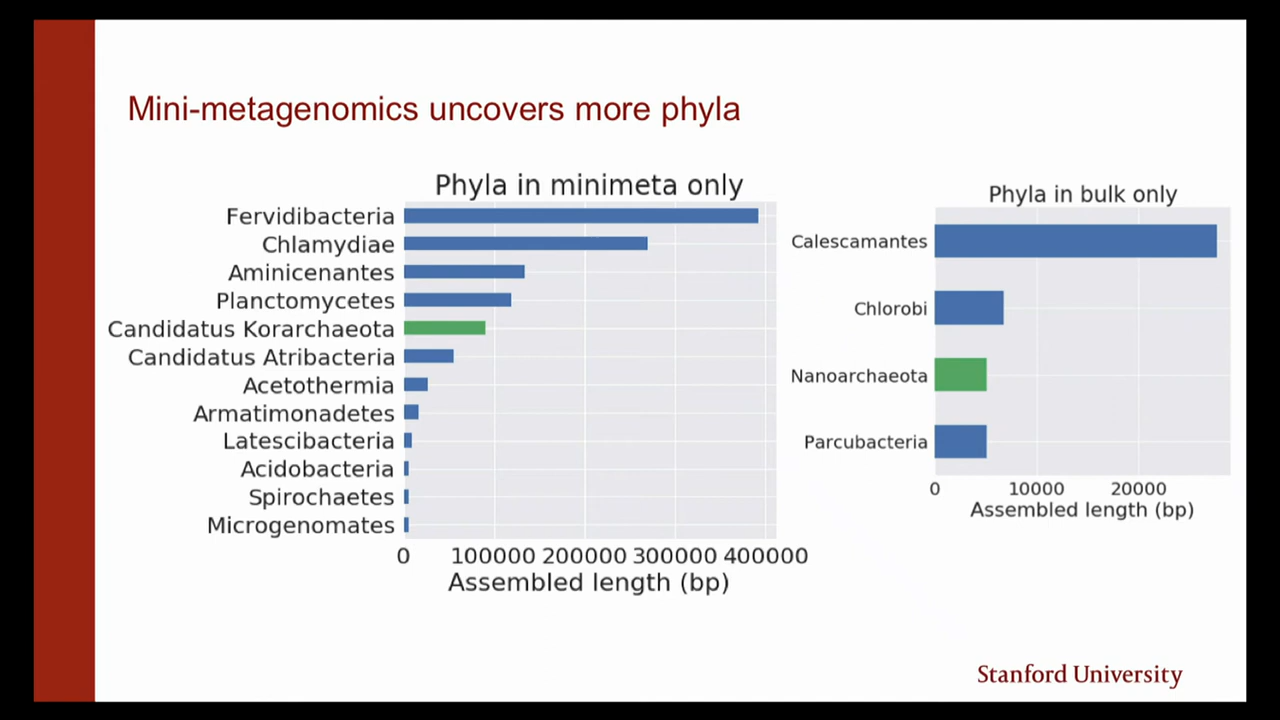 Mini-metagenomics uncovers more phyla
Phyla in minimeta only
Fervidibacteria
Chlamydiae
Aminicenantes
Planctomycetes
Candidatus Korarchaeota
Candidatus Atribacteria
Acetothermia
Armatimonadetes
Latescibacteria
Acidobacteria
Spirochaetes
Microgenomates
0 100000 200000 300000 400000
Assembled length (bp)
Phyla in bulk only
Calescamantes
Chlorobi
Nanoarchaeota
Parcubacteria
0 10000 20000
Assembled length (bp)
Stanford University